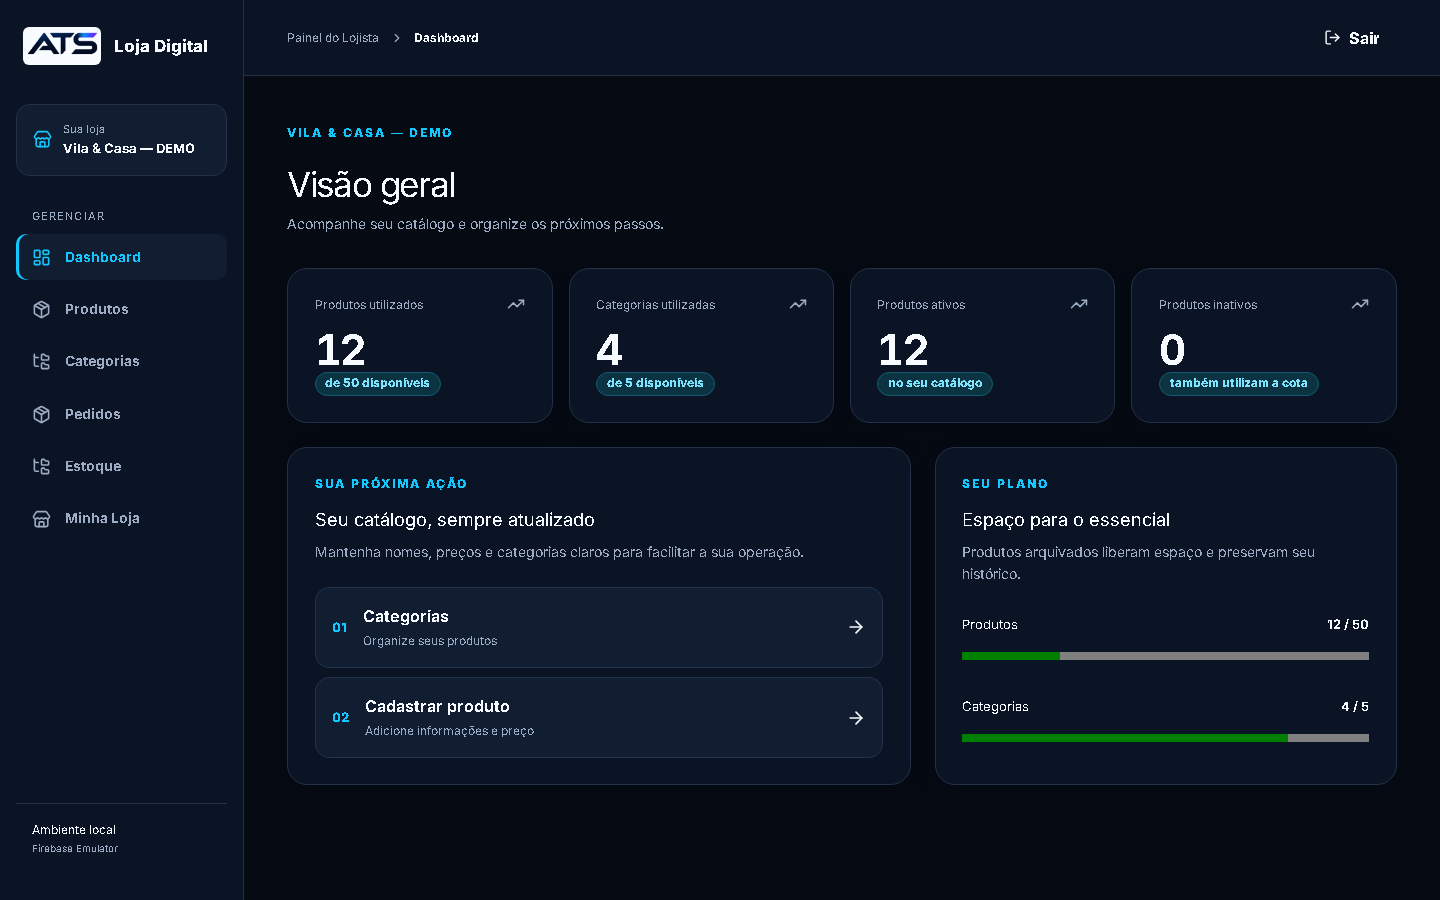 ATS
Loja Digital
Sua loja
Vila & Casa — DEMO
GERENCIAR
Dashboard
Produtos
Categorias
Pedidos
Estoque
Minha Loja
Ambiente local
Firebase Emulator
Painel do Lojista
Dashboard
Sair
VILA & CASA — DEMO
Visão geral
Acompanhe seu catálogo e organize os próximos passos.
Produtos utilizados
12
de 50 disponíveis
Categorias utilizadas
4
de 5 disponíveis
Produtos ativos
12
no seu catálogo
Produtos inativos
0
também utilizam a cota
SUA PRÓXIMA AÇÃO
Seu catálogo, sempre atualizado
Mantenha nomes, preços e categorias claros para facilitar a sua operação.
01
Categorias
Organize seus produtos
02
Cadastrar produto
Adicione informações e preço
SEU PLANO
Espaço para o essencial
Produtos arquivados liberam espaço e preservam seu
histórico.
Produtos 12 / 50
Categorias 4 / 5